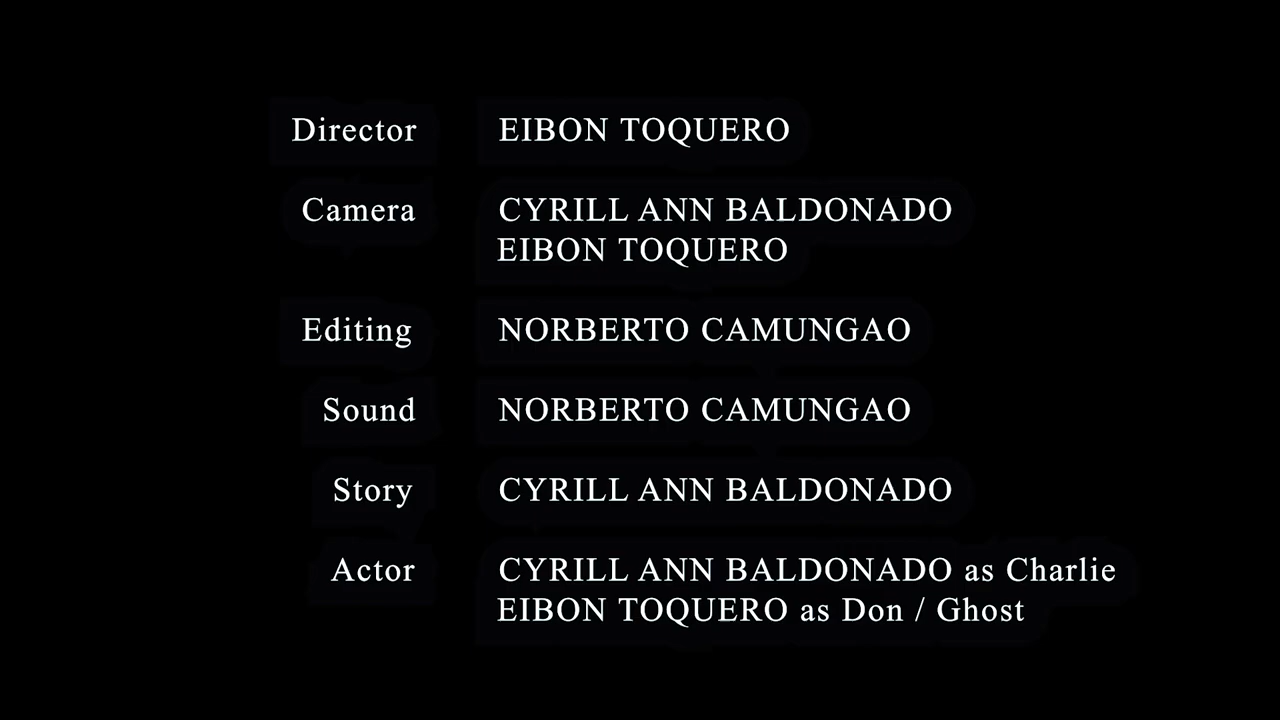 Director EIBON TOQUERO
Camera CYRILL ANN BALDONADO
EIBON TOQUERO
Editing NORBERTO CAMUNGAO
Sound NORBERTO CAMUNGAO
Story CYRILL ANN BALDONADO
Actor CYRILL ANN BALDONADO as Charlie
EIBON TOQUERO as Don / Ghost